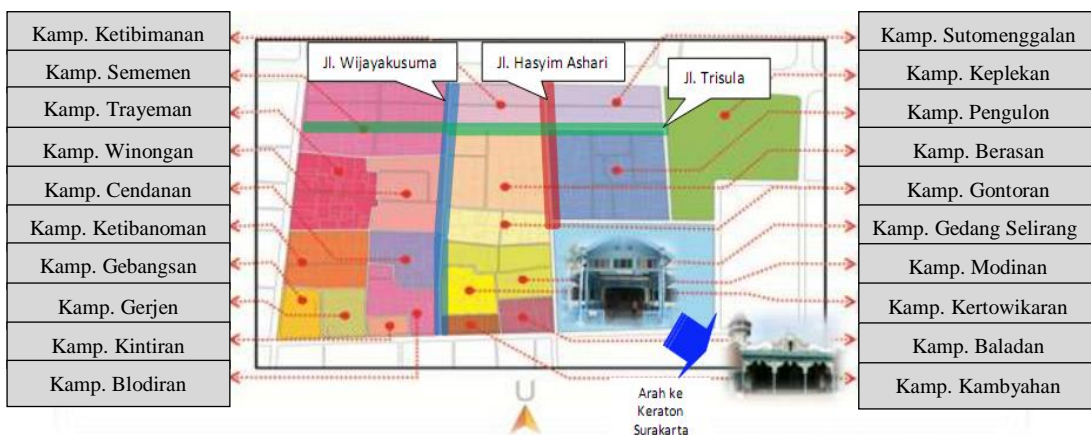 Kamp. Ketibimanan
Kamp. Sememen
Kamp. Trayeman
Kamp. Winongan
Kamp. Cendanan
Kamp. Ketibanoman
Kamp. Gebangsan
Kamp. Gerjen
Kamp. Kintiran
Kamp. Blodiran
Jl. Wijayakusuma
Jl. Hasyim Ashari
Jl. Trisula
Kamp. Sutomenggalan
Kamp. Keplekan
Kamp. Pengulon
Kamp. Berasan
Kamp. Gontoran
Kamp. Gedang Selirang
Kamp. Modinan
Kamp. Kertowikaran
Kamp. Baladan
Kamp. Kambyahan
U
Arah ke
Keraton
Surakarta